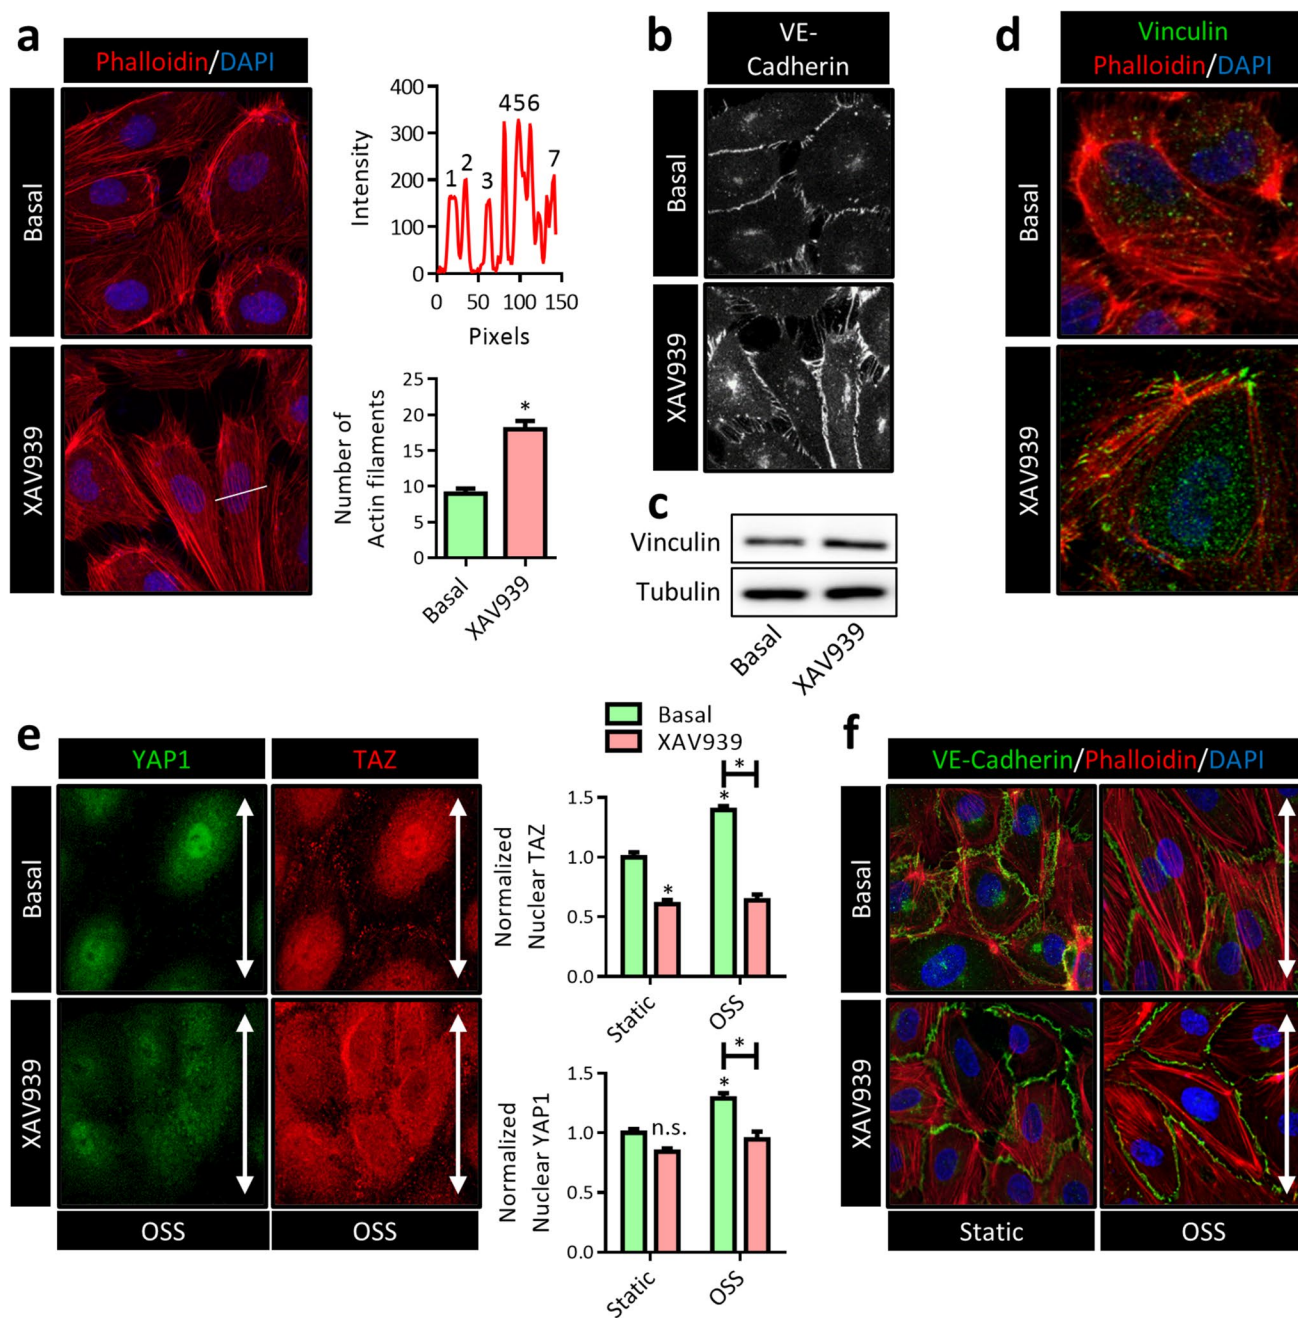 a
Phalloidin/DAPI
Basal
XAV939
Intensity
400
300
200
100
0
1
2
3
456
7
0
50
100
150
Pixels
Number of
Actin filaments
25
20
15
10
5
0
*
Basal
XAV939
b
VE-
Cadherin
Basal
XAV939
c
Vinculin
Tubulin
Basal
XAV939
d
Vinculin
Phalloidin/DAPI
Basal
XAV939
e
YAP1
TAZ
Basal
XAV939
OSS
OSS
Basal
XAV939
Normalized
Nuclear TAZ
1.5
1.0
0.5
0.0
*
*
*
Static
OSS
Normalized
Nuclear YAP1
1.5
1.0
0.5
0.0
n.s.
*
*
Static
OSS
f
VE-Cadherin/Phalloidin/DAPI
Basal
XAV939
Static
OSS